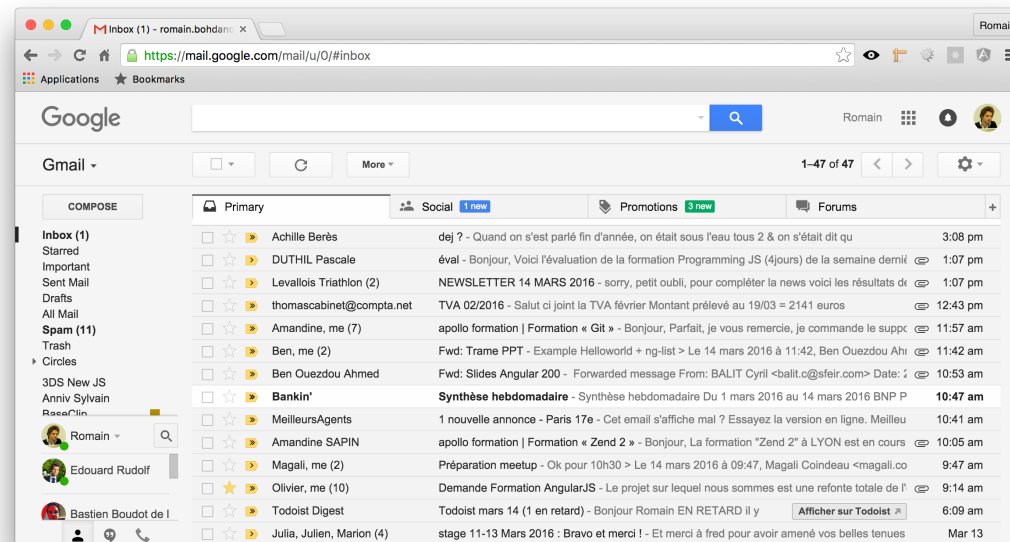 Inbox (1) - romain.bohdan
Romai
https://mail.google.com/mail/u/0/#inbox
Applications Bookmarks
Google
Romain
Gmail
More
1–47 of 47
COMPOSE
Primary
Social 1 new
Promotions 3 new
Forums
+
Inbox (1)
Starred
Important
Sent Mail
Drafts
All Mail
Spam (11)
Trash
Circles
3DS New JS
Anniv Sylvain
BaseClip
Romain
Edouard Rudolf
Bastien Boudot de l
Achille Berès dej ? - Quand on s'est parlé fin d'année, on était sous l'eau tous 2 & on s'était dit qu 3:08 pm
DUTHIL Pascale éval - Bonjour, Voici l'évaluation de la formation Programming JS (4jours) de la semaine derniè 1:07 pm
Levallois Triathlon (2) NEWSLETTER 14 MARS 2016 - sorry, petit oubli, pour compléter la news voici les résultats de 1:07 pm
thomascabinet@compta.net TVA 02/2016 - Salut ci joint la TVA février Montant prélevé au 19/03 = 2141 euros 12:43 pm
Amandine, me (7) apollo formation | Formation « Git » - Bonjour, Parfait, je vous remercie, je commande le suppo 11:57 am
Ben, me (2) Fwd: Trame PPT - Example Helloworld + ng-list > Le 14 mars 2016 à 11:42, Ben Ouezdou Ahr 11:42 am
Ben Ouezdou Ahmed Fwd: Slides Angular 200 - Forwarded message From: BALIT Cyril <balit.c@sfeir.com> Date: 2 10:53 am
Bankin' Synthèse hebdomadaire - Synthèse hebdomadaire Du 1 mars 2016 au 14 mars 2016 BNP P 10:47 am
MeilleursAgents 1 nouvelle annonce - Paris 17e - Cet email s'affiche mal ? Essayez la version en ligne. Meilleu 10:41 am
Amandine SAPIN apollo formation | Formation « Zend 2 » - Bonjour, La formation "Zend 2" à LYON est en cours 10:05 am
Magali, me (2) Préparation meetup - Ok pour 10h30 > Le 14 mars 2016 à 09:47, Magali Coindeau <magali.co 9:47 am
Olivier, me (10) Demande Formation AngularJS - Le projet sur lequel nous sommes est une refonte totale de l' 9:14 am
Todoist Digest Todoist mars 14 (1 en retard) - Bonjour Romain EN RETARD il y Afficher sur Todoist 6:09 am
Julia, Julien, Marion (4) stage 11-13 Mars 2016 : Bravo et merci ! - Et merci à fred pour avoir amené vos belles tenues Mar 13